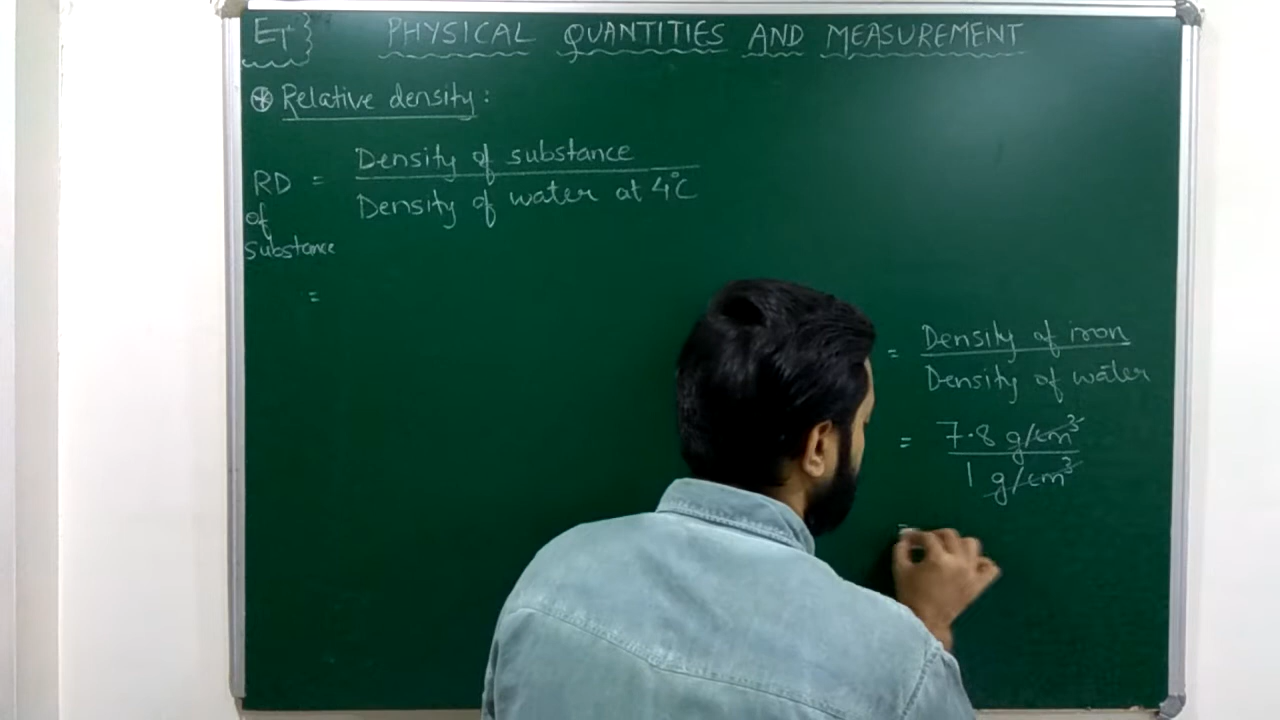 ET} PHYSICAL QUANTITIES AND MEASUREMENT
⊛ Relative density:
RD of Substance = Density of substance / Density of water at 4°C
=
= Density of iron / Density of water
= 7.8 g/cm³ / 1 g/cm³
=